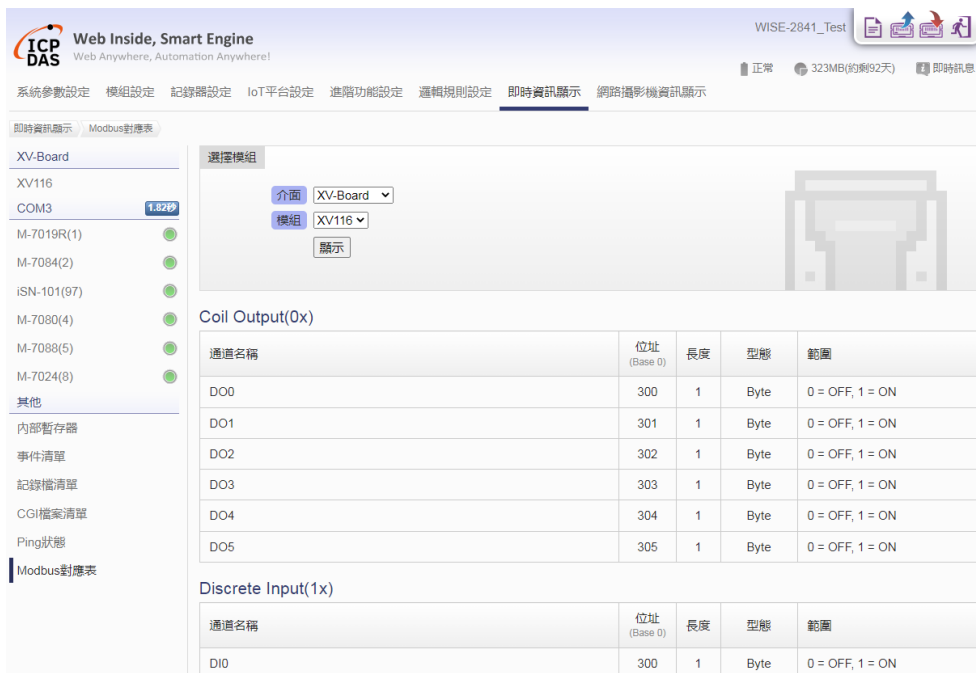 ICP DAS
Web Inside, Smart Engine
Web Anywhere, Automation Anywhere!
WISE-2841_Test
正常 323MB(約剩92天) 即時訊息
系統參數設定 模組設定 記錄器設定 IoT平台設定 進階功能設定 邏輯規則設定 即時資訊顯示 網路攝影機資訊顯示
即時資訊顯示 Modbus對應表
XV-Board
XV116
COM3 1.82秒
M-7019R(1)
M-7084(2)
iSN-101(97)
M-7080(4)
M-7088(5)
M-7024(8)
其他
內部暫存器
事件清單
記錄檔清單
CGI檔案清單
Ping狀態
Modbus對應表
選擇模組
介面 XV-Board
模組 XV116
顯示
Coil Output(0x)
通道名稱 位址 (Base 0) 長度 型態 範圍
DO0 300 1 Byte 0 = OFF, 1 = ON
DO1 301 1 Byte 0 = OFF, 1 = ON
DO2 302 1 Byte 0 = OFF, 1 = ON
DO3 303 1 Byte 0 = OFF, 1 = ON
DO4 304 1 Byte 0 = OFF, 1 = ON
DO5 305 1 Byte 0 = OFF, 1 = ON
Discrete Input(1x)
通道名稱 位址 (Base 0) 長度 型態 範圍
DI0 300 1 Byte 0 = OFF, 1 = ON